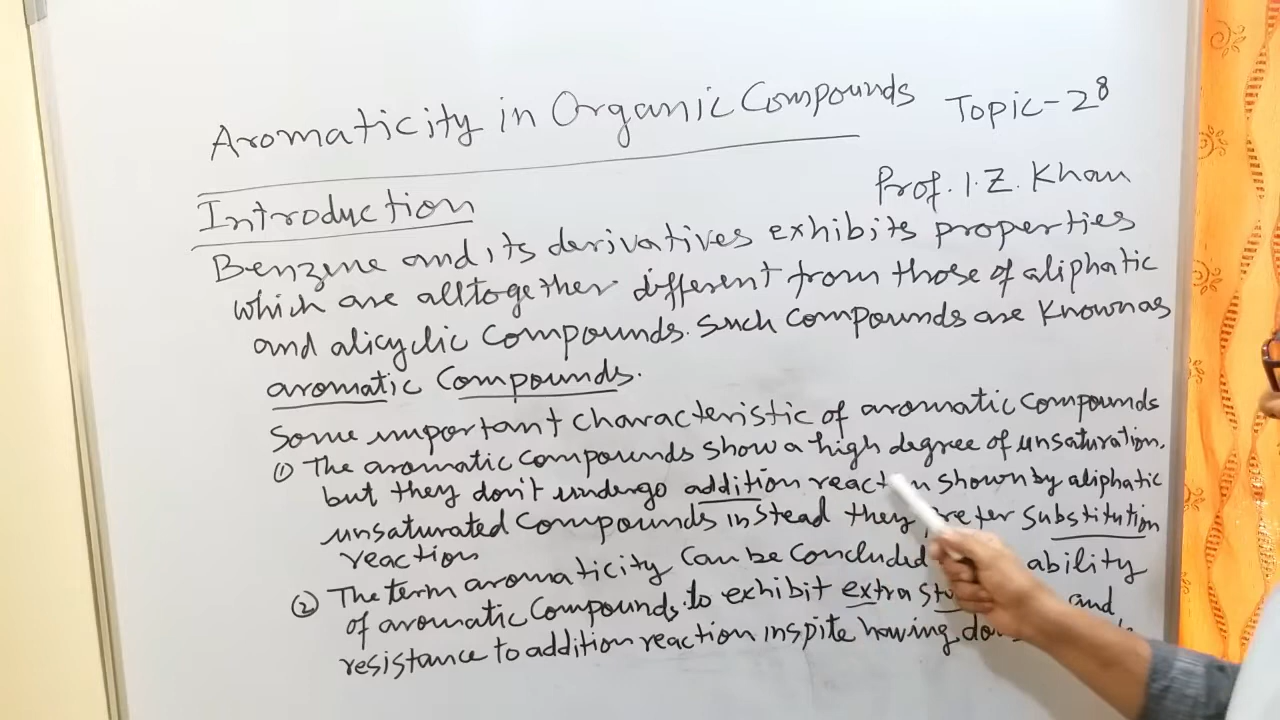 Aromaticity in Organic Compounds Topic-28
Prof. I.Z. Khan
Introduction
Benzene and its derivatives exhibits properties
which are alltogether different from those of aliphatic
and alicyclic compounds. Such compounds are known as
aromatic compounds.
Some important characteristic of aromatic compounds
① The aromatic compounds show a high degree of unsaturation.
but they don't undergo addition shown by aliphatic
unsaturated compounds instead they substitution
reaction
② The term aromaticity can be concluded ability
of aromatic compounds. to exhibit extra and
resistance to addition reaction inspite having